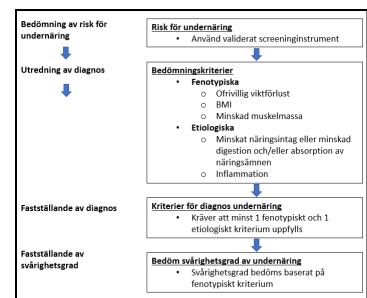 Bedömning av risk för
undernäring
Risk för undernäring
• Använd validerat screeninginstrument
Utredning av diagnos
Bedömningskriterier
• Fenotypiska
o Ofrivillig viktförlust
o BMI
o Minskad muskelmassa
• Etiologiska
o Minskat näringsintag eller minskad
digestion och/eller absorption av
näringsämnen
o Inflammation
Fastställande av diagnos
Kriterier för diagnos undernäring
• Kräver att minst 1 fenotypiskt och 1
etiologiskt kriterium uppfylls
Fastställande av
svårighetsgrad
Bedöm svårighetsgrad av undernäring
• Svårighetsgrad bedöms baserat på
fenotypiskt kriterium